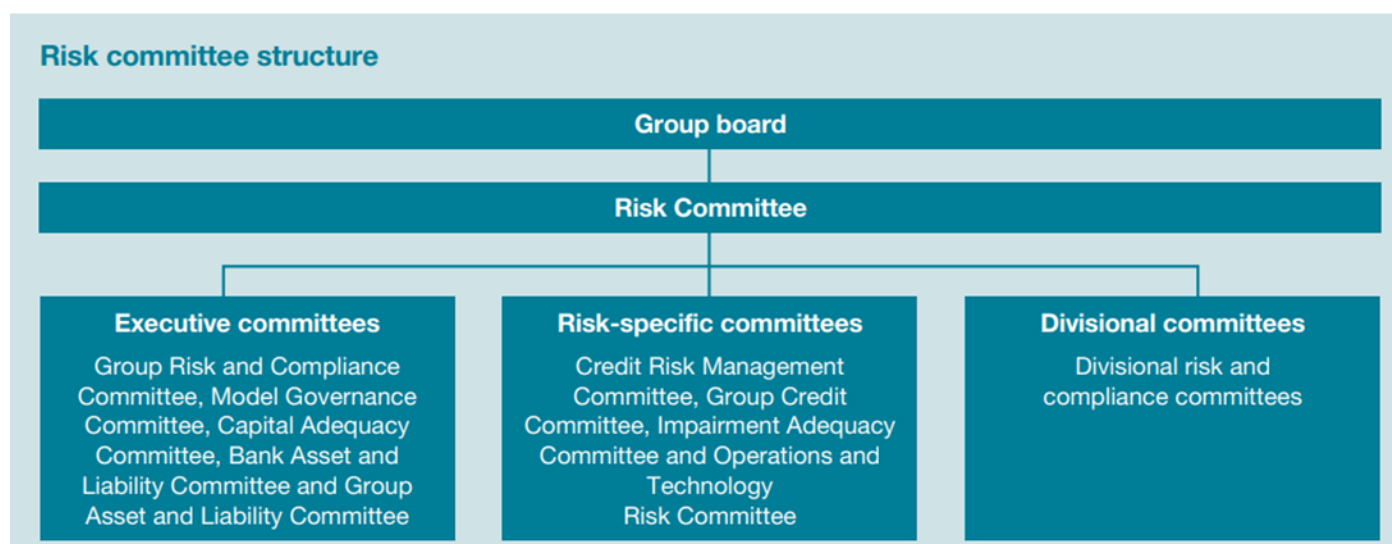 Risk committee structure
Group board
Risk Committee
Executive committees
Group Risk and Compliance
Committee, Model Governance
Committee, Capital Adequacy
Committee, Bank Asset and
Liability Committee and Group
Asset and Liability Committee
Risk-specific committees
Credit Risk Management
Committee, Group Credit
Committee, Impairment Adequacy
Committee and Operations and
Technology
Risk Committee
Divisional committees
Divisional risk and
compliance committees